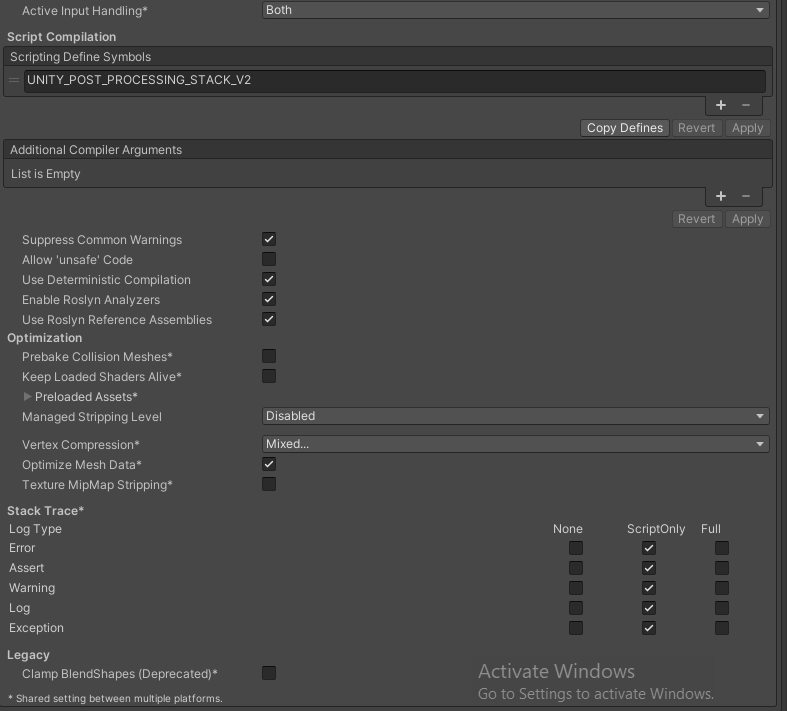 Active Input Handling* Both
Script Compilation
Scripting Define Symbols
UNITY_POST_PROCESSING_STACK_V2
+ −
Copy Defines Revert Apply
Additional Compiler Arguments
List is Empty
+ −
Revert Apply
Suppress Common Warnings
Allow 'unsafe' Code
Use Deterministic Compilation
Enable Roslyn Analyzers
Use Roslyn Reference Assemblies
Optimization
Prebake Collision Meshes*
Keep Loaded Shaders Alive*
Preloaded Assets*
Managed Stripping Level Disabled
Vertex Compression* Mixed...
Optimize Mesh Data*
Texture MipMap Stripping*
Stack Trace*
Log Type None ScriptOnly Full
Error
Assert
Warning
Log
Exception
Legacy
Clamp BlendShapes (Deprecated)*
* Shared setting between multiple platforms.
Activate Windows
Go to Settings to activate Windows.